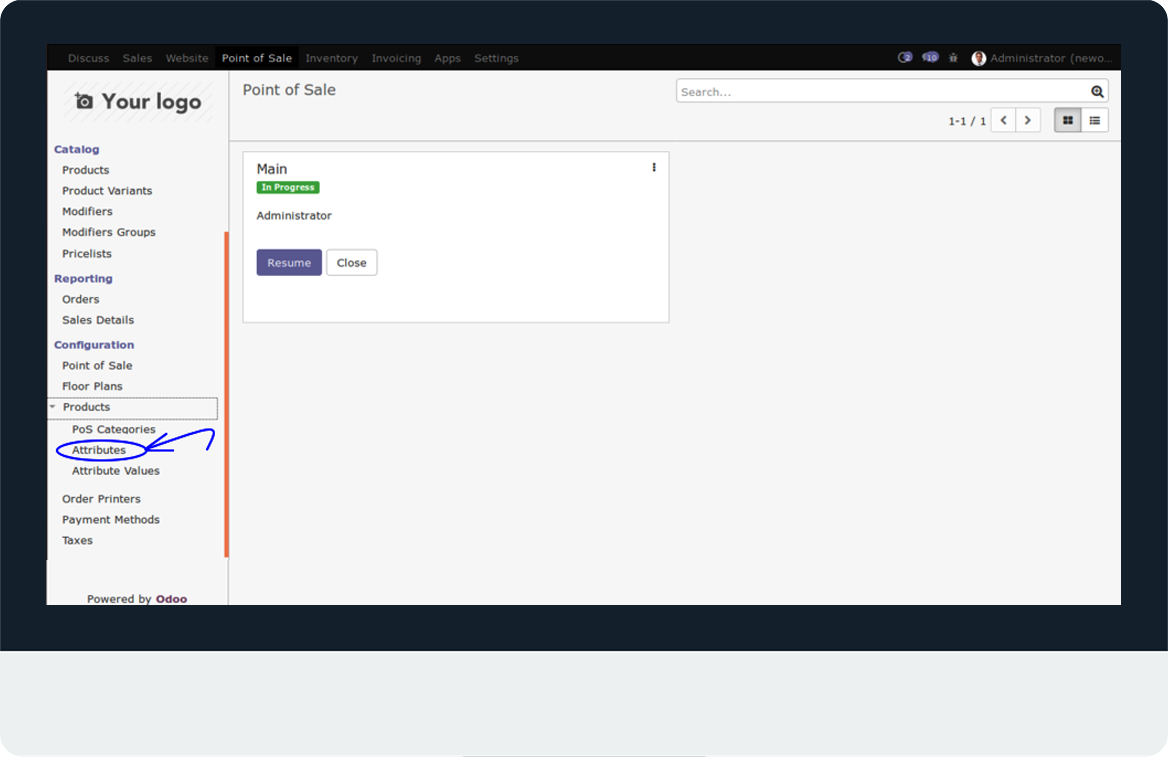 Discuss Sales Website Point of Sale Inventory Invoicing Apps Settings 2 10 Administrator (newo...
Your logo
Point of Sale
Search...
1-1 / 1
Catalog
Products
Product Variants
Modifiers
Modifiers Groups
Pricelists
Reporting
Orders
Sales Details
Configuration
Point of Sale
Floor Plans
Products
PoS Categories
Attributes
Attribute Values
Order Printers
Payment Methods
Taxes
Powered by Odoo
Main
In Progress
Administrator
Resume Close